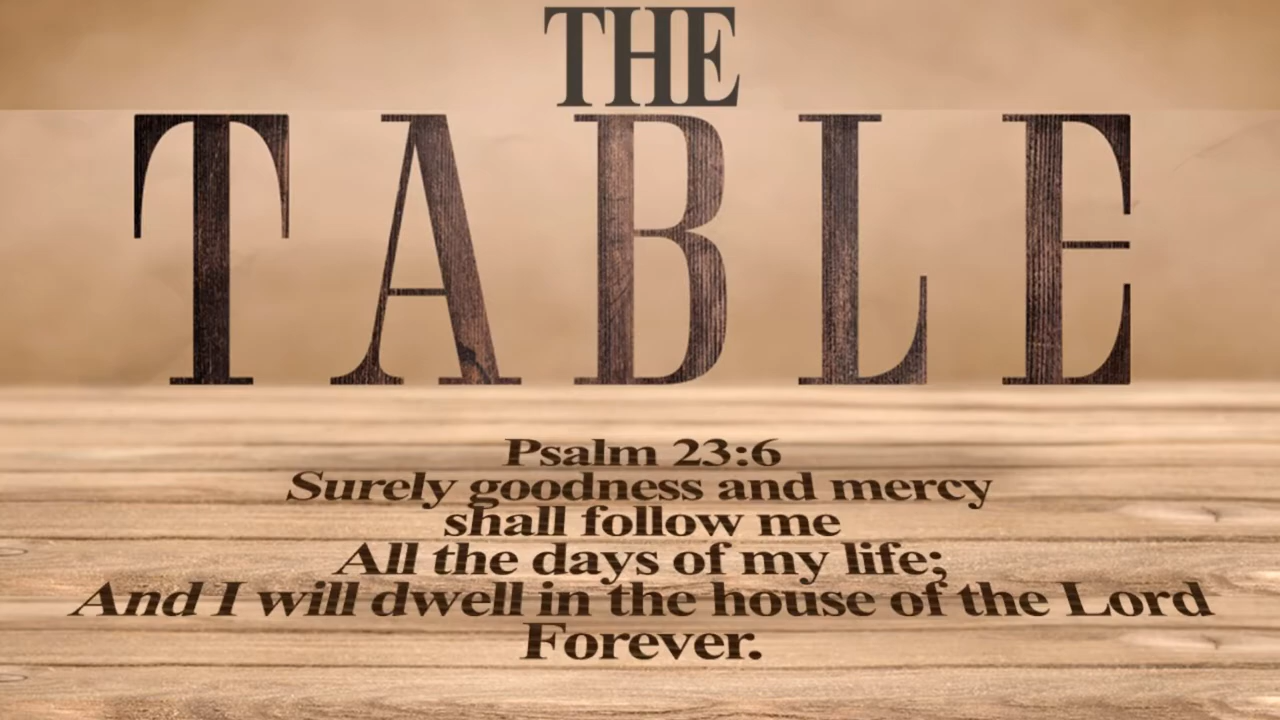 THE
TABLE
Psalm 23:6
Surely goodness and mercy
shall follow me
All the days of my life;
And I will dwell in the house of the Lord
Forever.